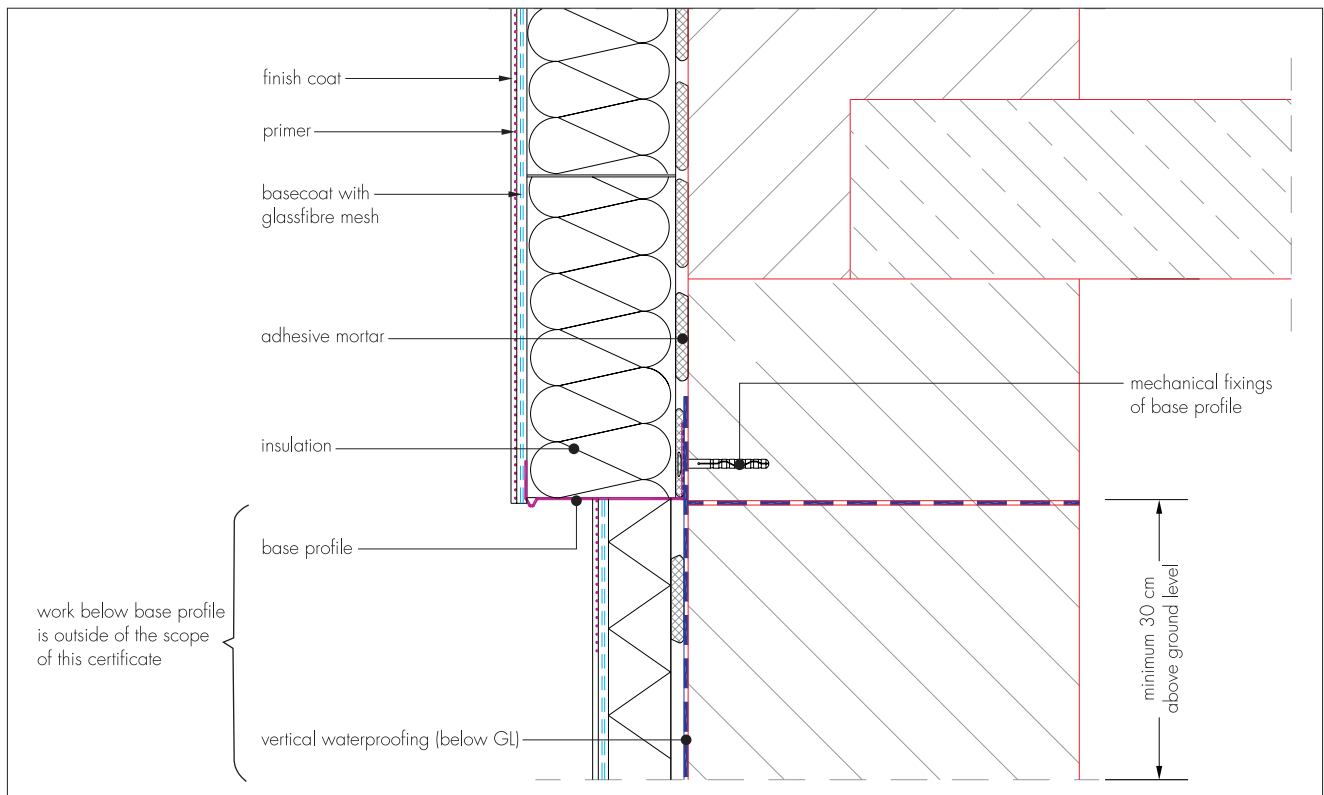 finish coat
primer
basecoat with
glassfibre mesh
adhesive mortar
mechanical fixings
of base profile
insulation
base profile
work below base profile
is outside of the scope
of this certificate
minimum 30 cm
above ground level
vertical waterproofing (below GL)